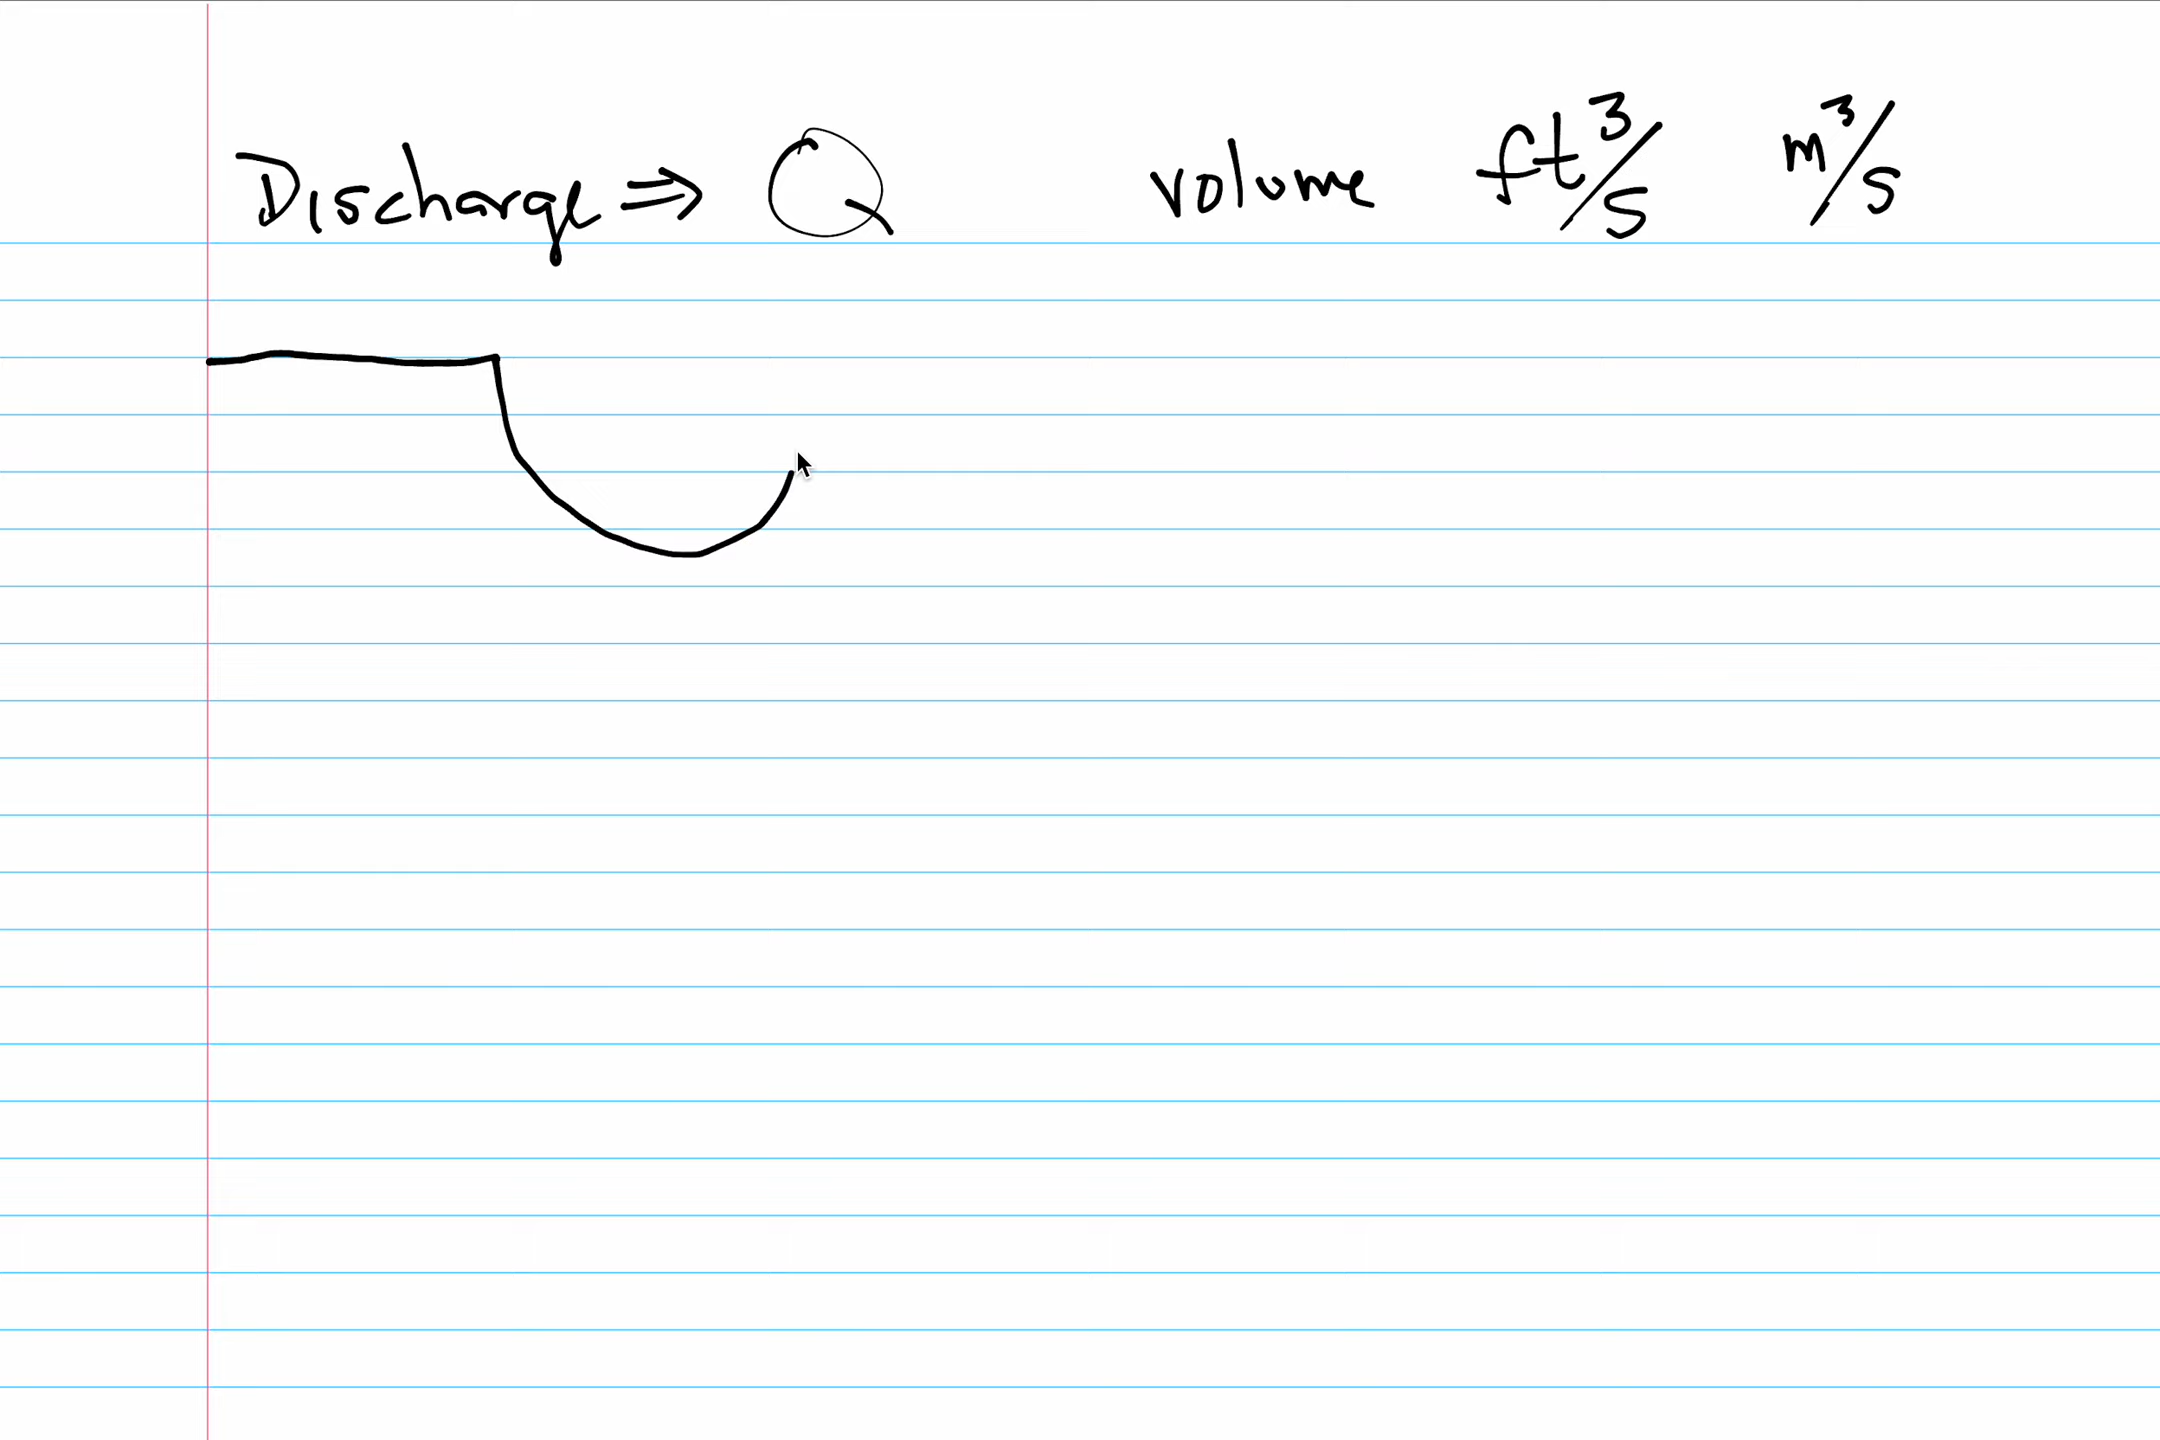 Discharge ⇒ Q volume ft³/s m³/s